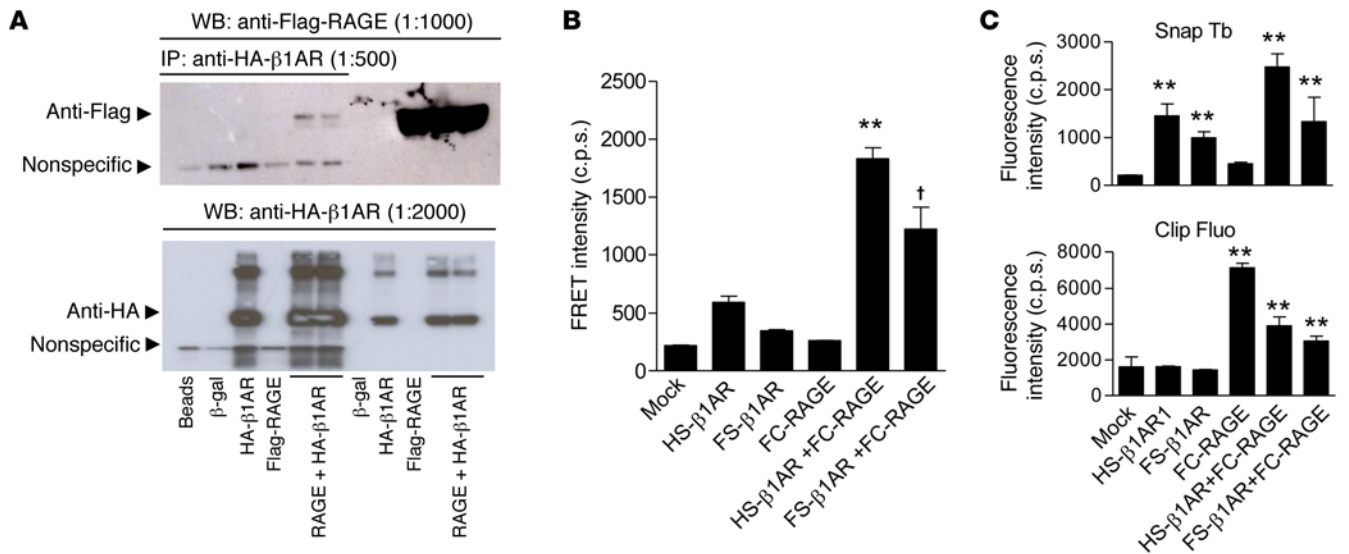 A
WB: anti-Flag-RAGE (1:1000)
IP: anti-HA-β1AR (1:500)
Anti-Flag ►
Nonspecific ►
WB: anti-HA-β1AR (1:2000)
Anti-HA ►
Nonspecific ►
Beads
β-gal
HA-β1AR
Flag-RAGE
RAGE + HA-β1AR
β-gal
HA-β1AR
Flag-RAGE
RAGE + HA-β1AR
B
FRET intensity (c.p.s.)
2500
2000
1500
1000
500
0
**
†
Mock
HS-β1AR
FS-β1AR
FC-RAGE
HS-β1AR +FC-RAGE
FS-β1AR +FC-RAGE
C
Snap Tb
Fluorescence
intensity (c.p.s.)
3000
2000
1000
0
**
**
**
**
Clip Fluo
Fluorescence
intensity (c.p.s.)
8000
6000
4000
2000
0
**
**
**
Mock
HS-β1AR1
FS-β1AR
FC-RAGE
HS-β1AR+FC-RAGE
FS-β1AR+FC-RAGE